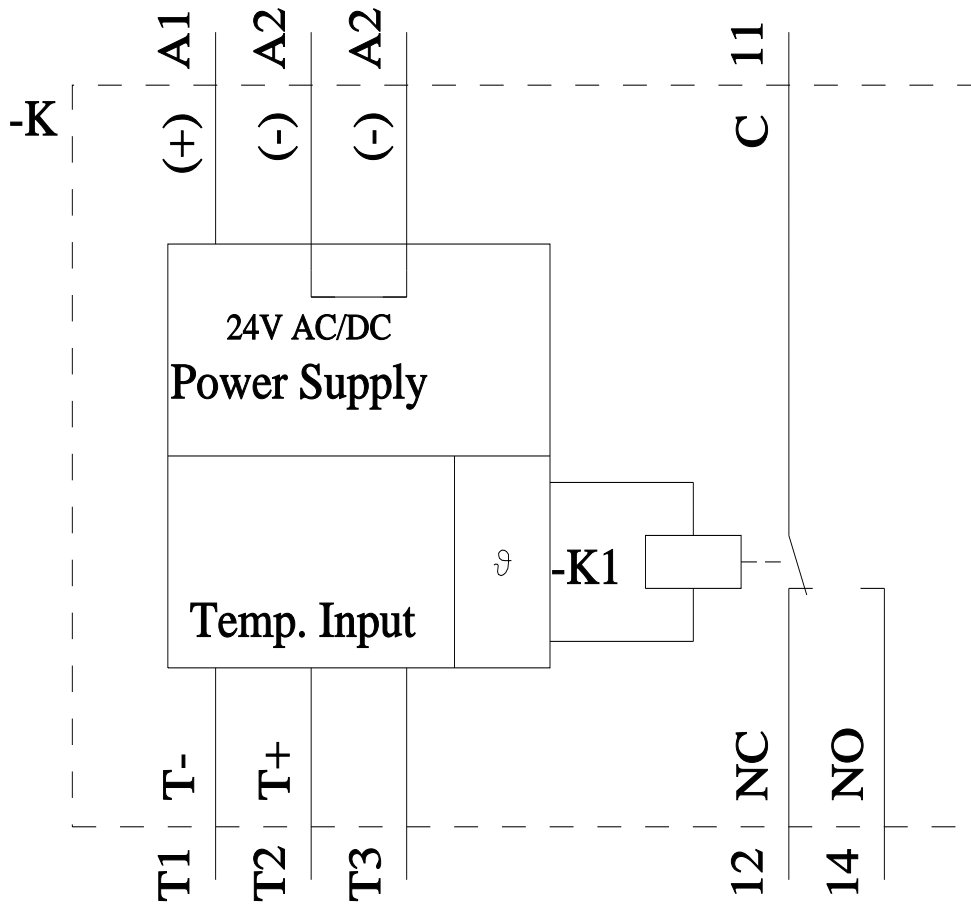 A1 A2 A2 11
-K
(+) (-) (-) C
24V AC/DC
Power Supply
ϑ
-K1
Temp. Input
T- T+ NC NO
T1 T2 T3 12 14